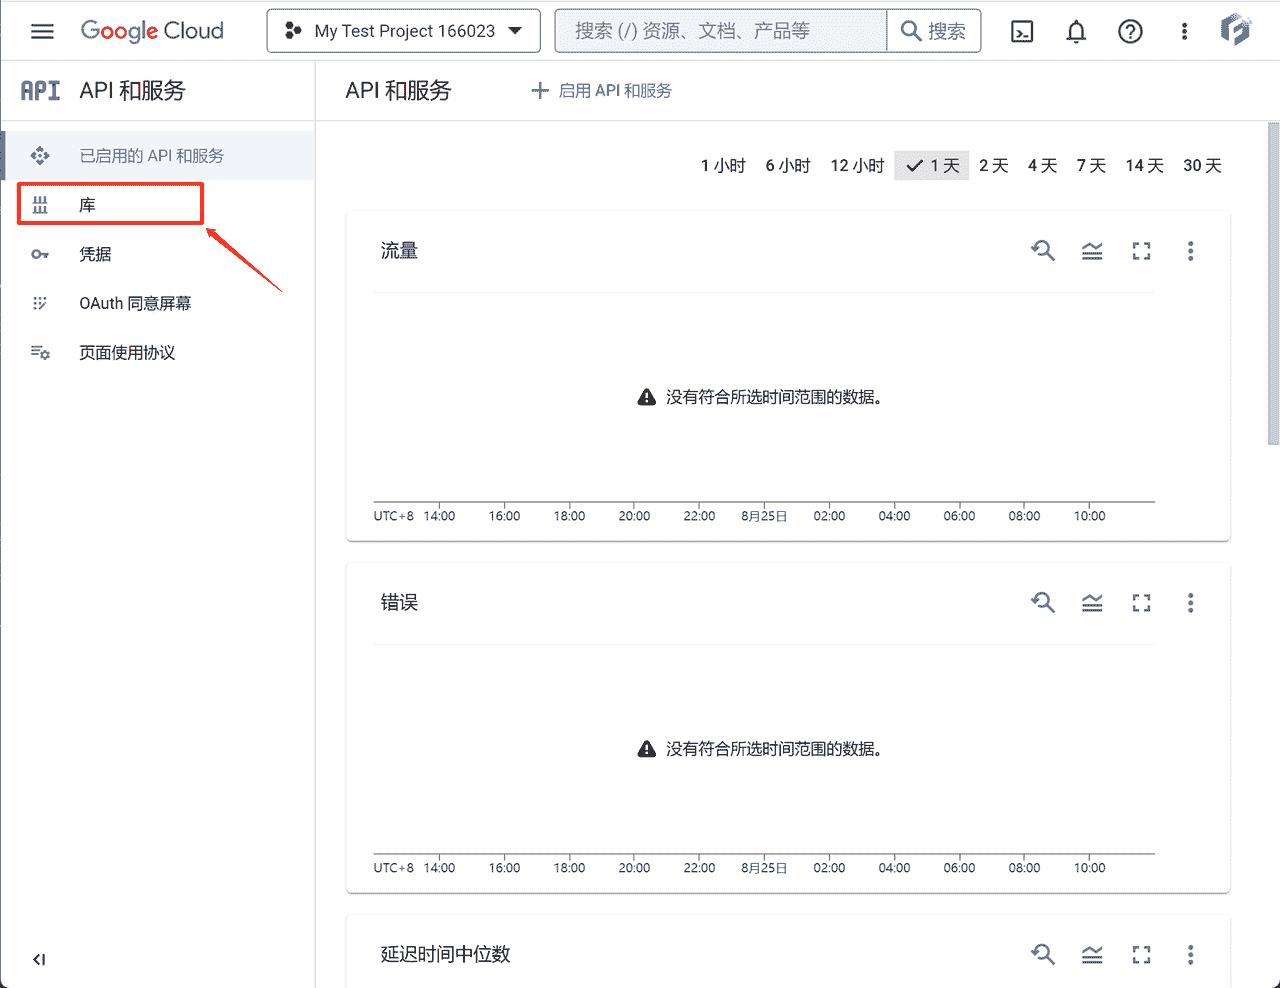 Google Cloud
My Test Project 166023
搜索 (/) 资源、文档、产品等
搜索
API
API 和服务
API 和服务
启用 API 和服务
已启用的 API 和服务
库
凭据
OAuth 同意屏幕
页面使用协议
1 小时 6 小时 12 小时 1 天 2 天 4 天 7 天 14 天 30 天
流量
没有符合所选时间范围的数据。
UTC+8 14:00 16:00 18:00 20:00 22:00 8月25日 02:00 04:00 06:00 08:00 10:00
错误
没有符合所选时间范围的数据。
UTC+8 14:00 16:00 18:00 20:00 22:00 8月25日 02:00 04:00 06:00 08:00 10:00
延迟时间中位数